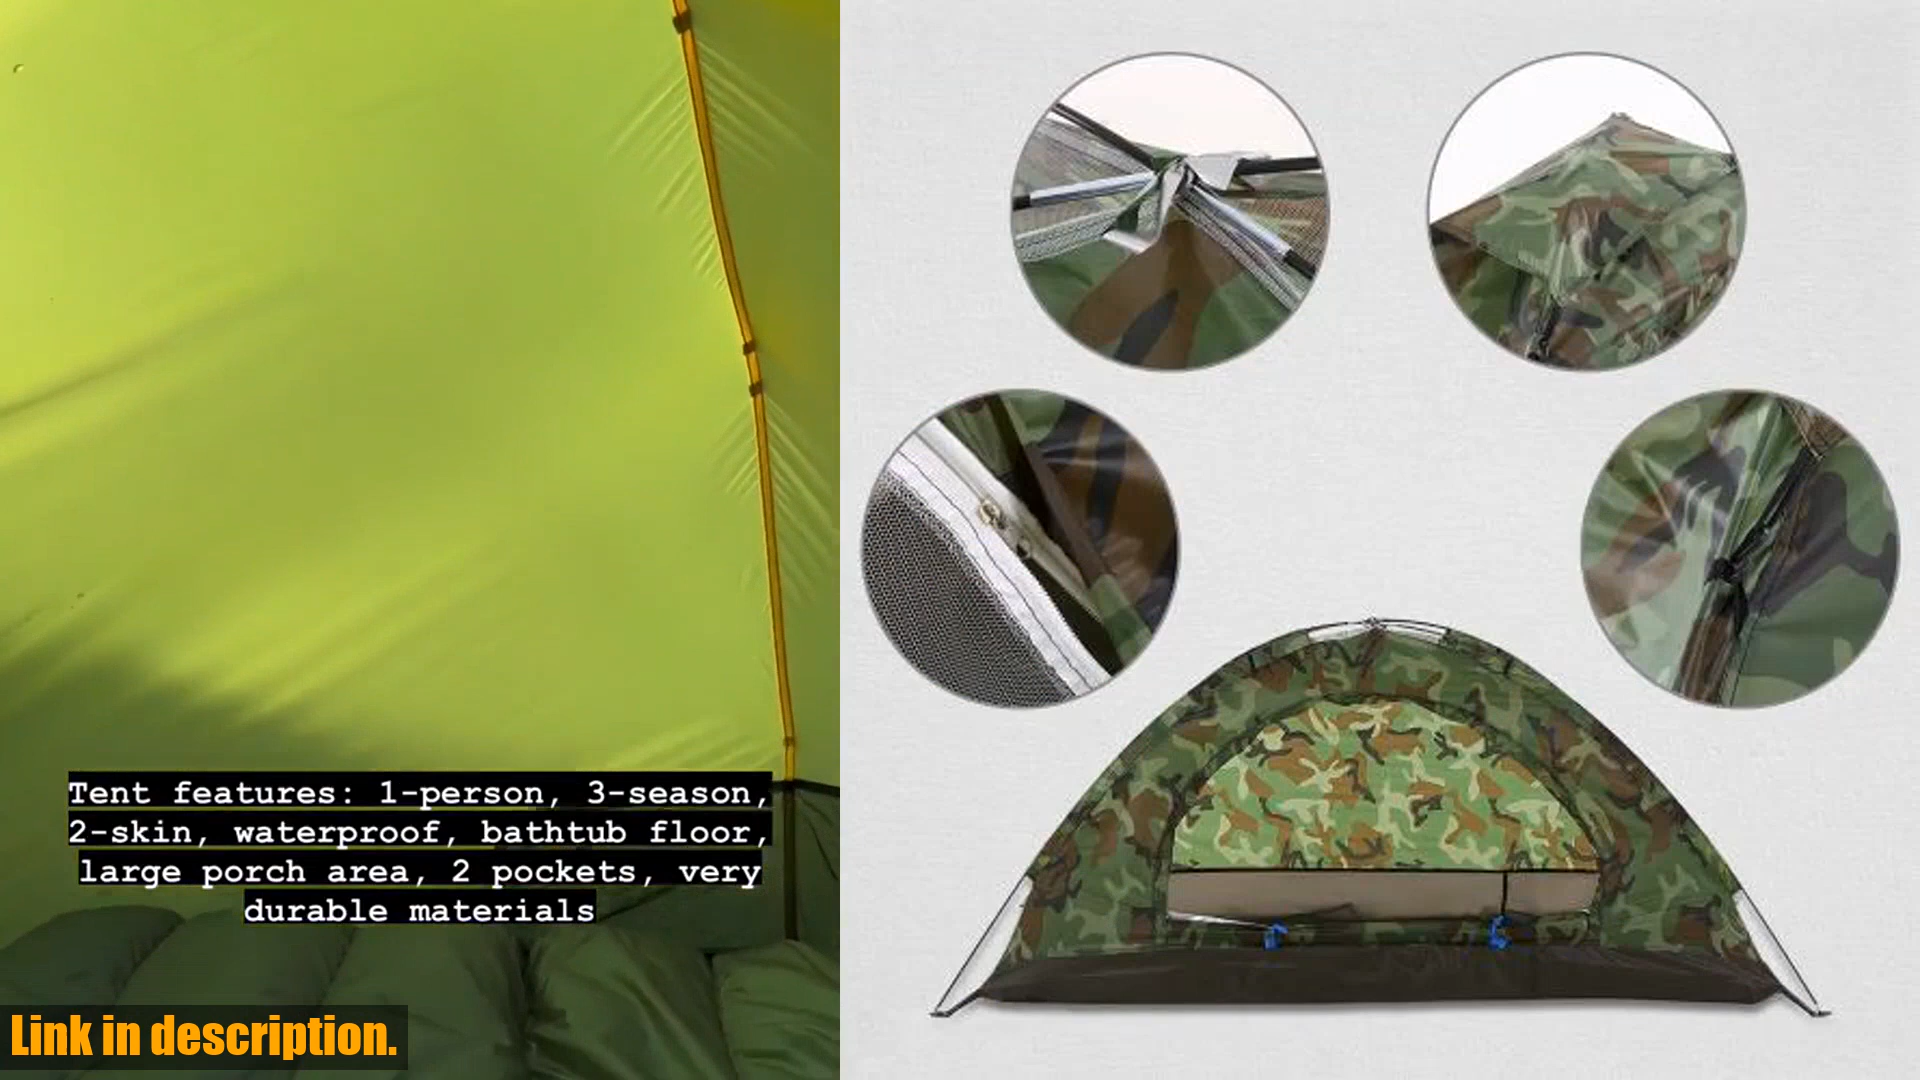 Tent features: 1-person, 3-season,
2-skin, waterproof, bathtub floor,
large porch area, 2 pockets, very
durable materials
Link in description.